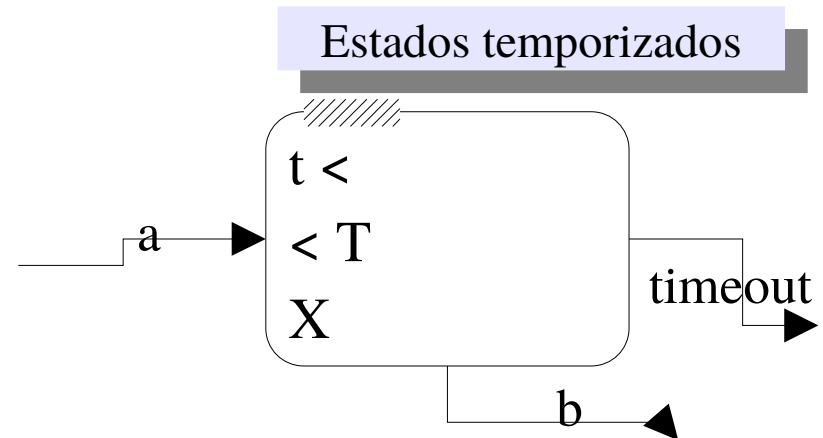 Estados temporizados
t <
a
< T
timeout
X
b